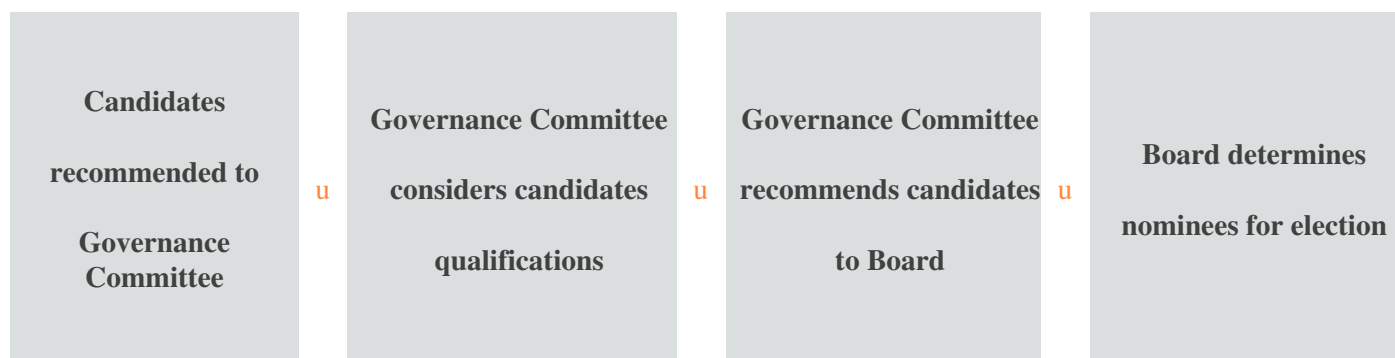 Candidates
recommended to
Governance
Committee
u
Governance Committee
considers candidates
qualifications
u
Governance Committee
recommends candidates
to Board
u
Board determines
nominees for election